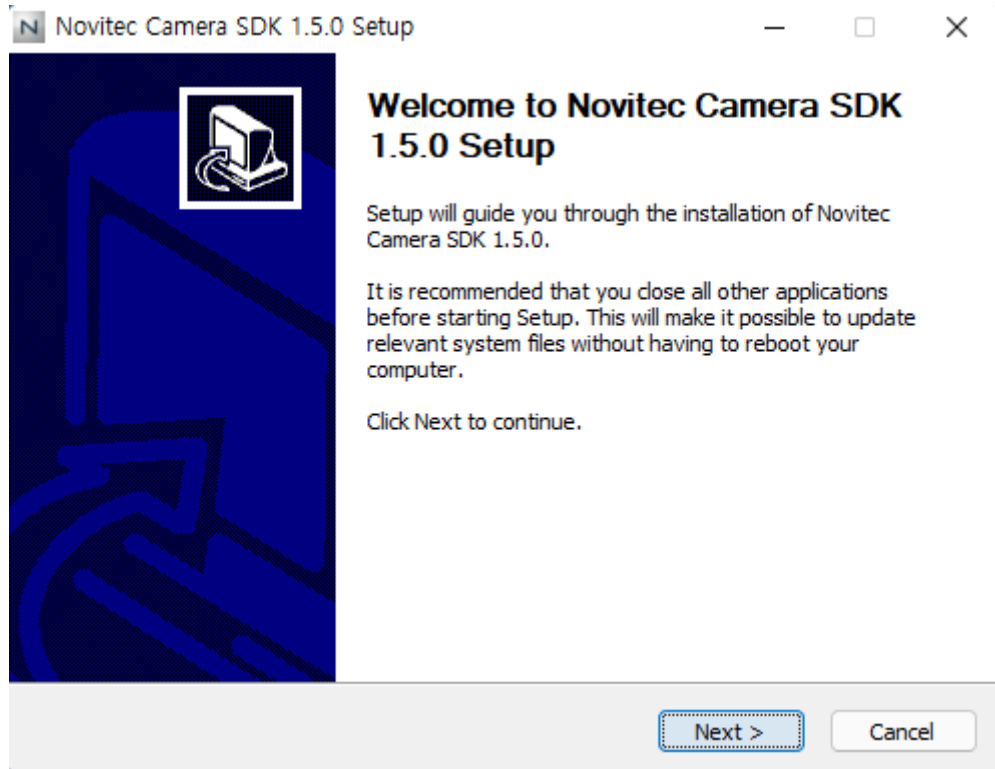 N Novitec Camera SDK 1.5.0 Setup
Welcome to Novitec Camera SDK
1.5.0 Setup
Setup will guide you through the installation of Novitec
Camera SDK 1.5.0.
It is recommended that you close all other applications
before starting Setup. This will make it possible to update
relevant system files without having to reboot your
computer.
Click Next to continue.
Next >
Cancel